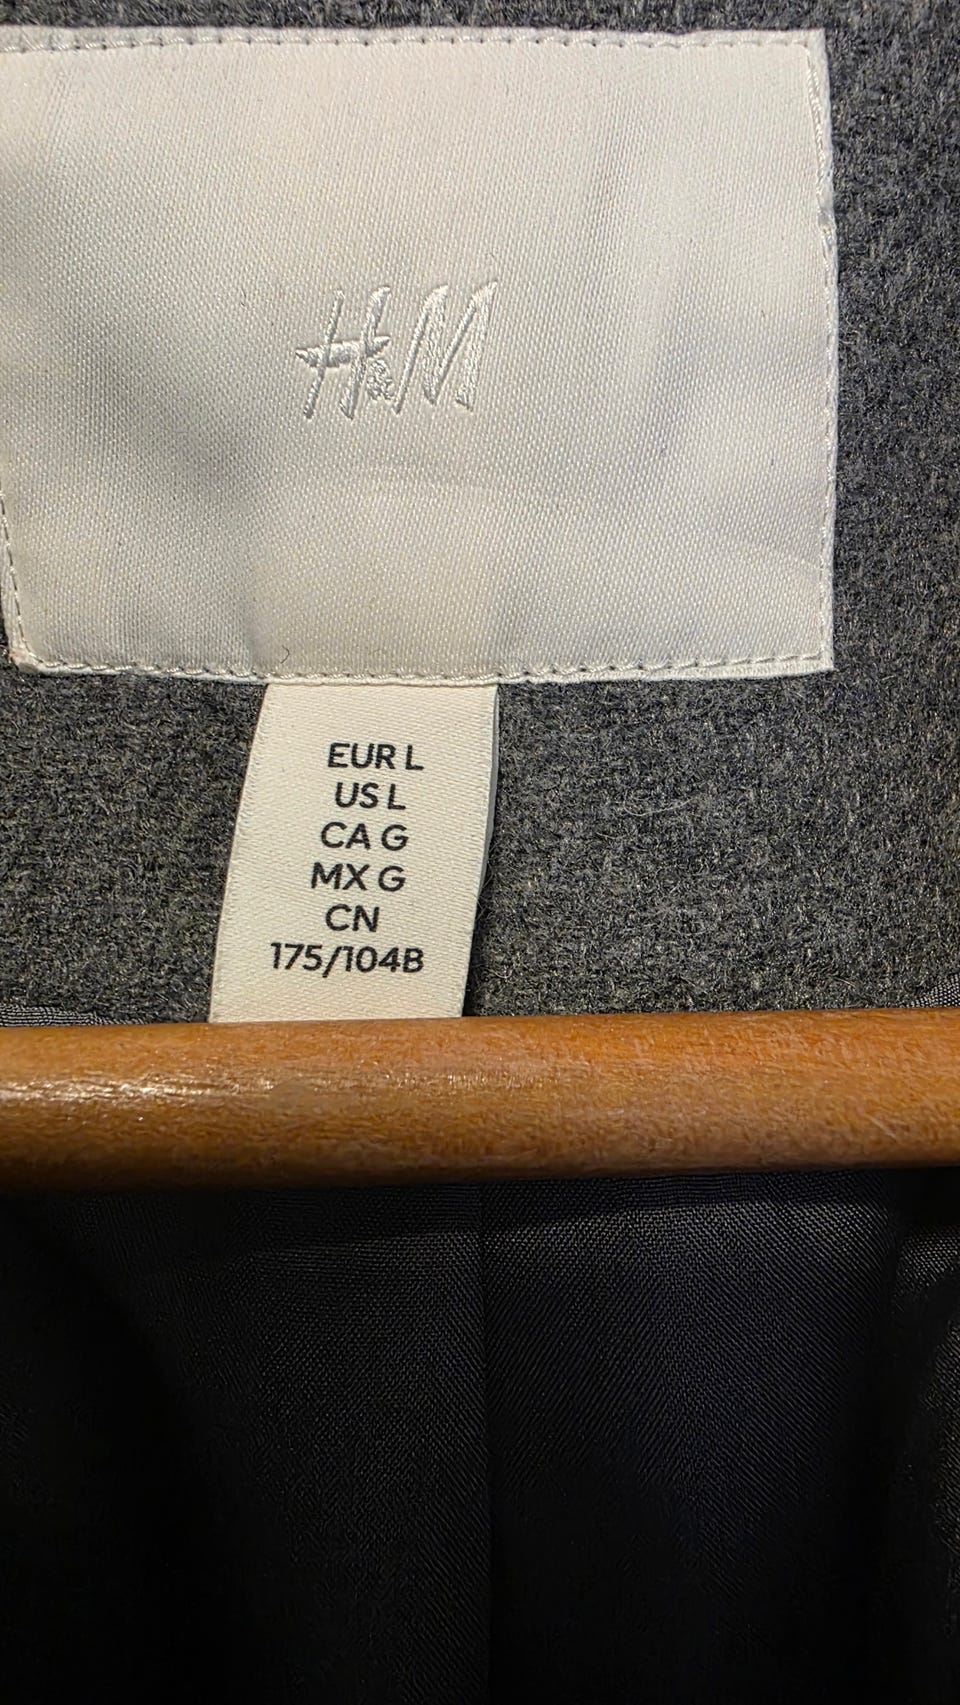 H&M
EUR L
US L
CA G
MX G
CN
175/104B